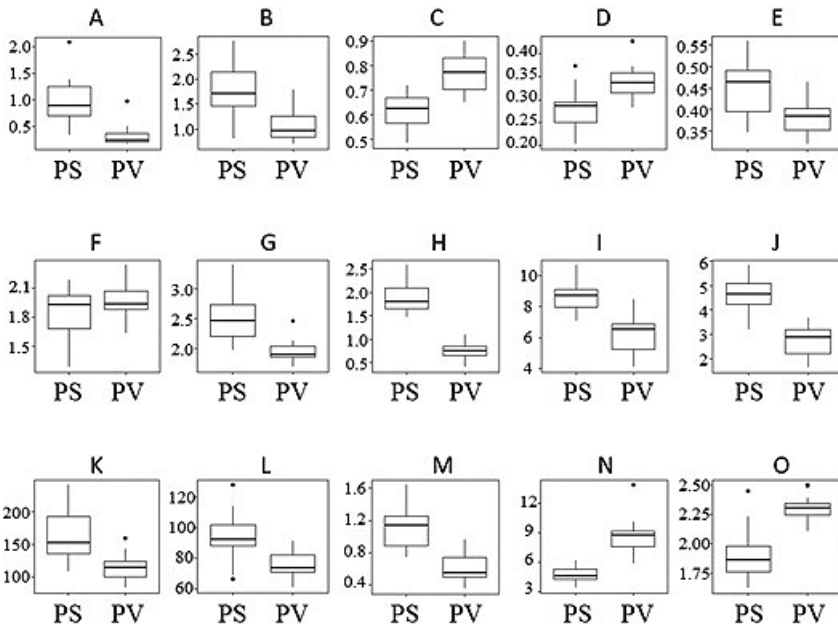 A B C D E
2.0 1.0 0.5
2.5 2.0 1.5 1.0
0.9 0.8 0.7 0.6 0.5
0.40 0.35 0.30 0.25 0.20
0.55 0.50 0.45 0.40 0.35
PS PV PS PV PS PV PS PV PS PV
F G H I J
2.1 1.8 1.5
3.0 2.5 2.0
2.5 2.0 1.5 1.0 0.5
10 8 6 4
6 5 4 3 2
PS PV PS PV PS PV PS PV PS PV
K L M N O
200 150 100
120 100 80 60
1.6 1.2 0.8 0.4
12 9 6 3
2.50 2.25 2.00 1.75
PS PV PS PV PS PV PS PV PS PV